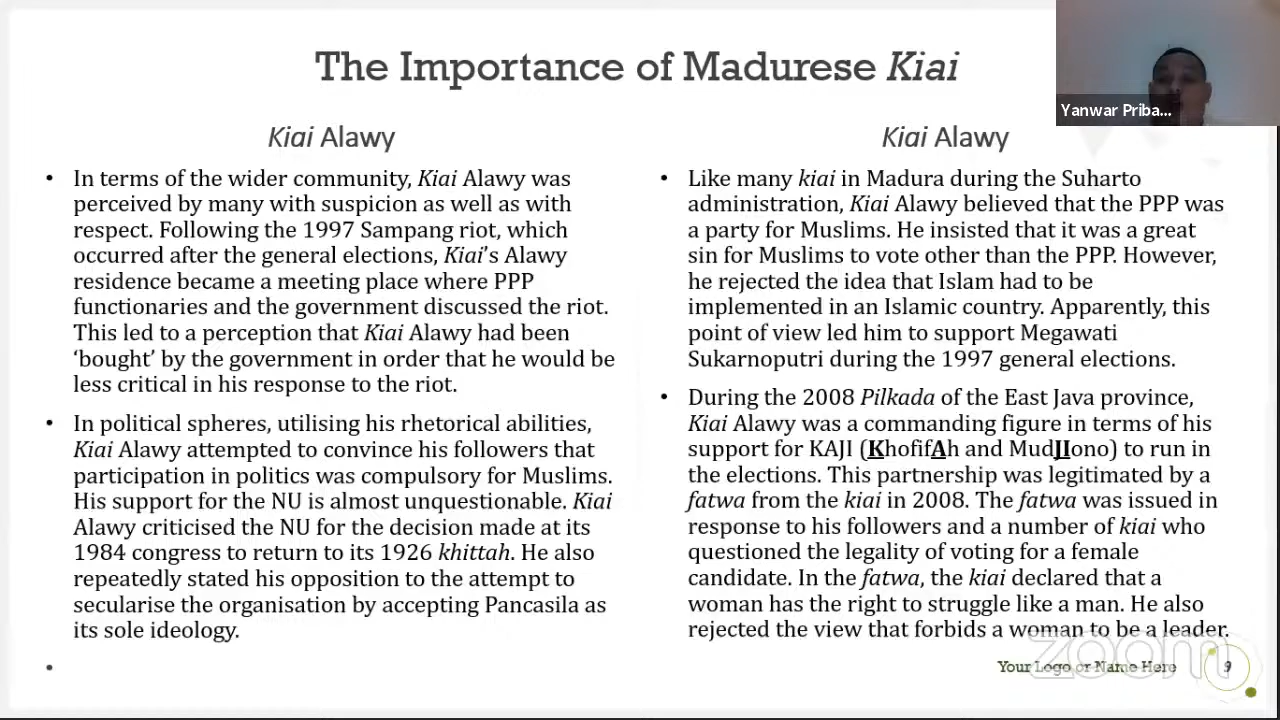 The Importance of Madurese Kiai
Yanwar Priba...
Kiai Alawy
• In terms of the wider community, Kiai Alawy was
perceived by many with suspicion as well as with
respect. Following the 1997 Sampang riot, which
occurred after the general elections, Kiai's Alawy
residence became a meeting place where PPP
functionaries and the government discussed the riot.
This led to a perception that Kiai Alawy had been
‘bought’ by the government in order that he would be
less critical in his response to the riot.
• In political spheres, utilising his rhetorical abilities,
Kiai Alawy attempted to convince his followers that
participation in politics was compulsory for Muslims.
His support for the NU is almost unquestionable. Kiai
Alawy criticised the NU for the decision made at its
1984 congress to return to its 1926 khittah. He also
repeatedly stated his opposition to the attempt to
secularise the organisation by accepting Pancasila as
its sole ideology.
•
Kiai Alawy
• Like many kiai in Madura during the Suharto
administration, Kiai Alawy believed that the PPP was
a party for Muslims. He insisted that it was a great
sin for Muslims to vote other than the PPP. However,
he rejected the idea that Islam had to be
implemented in an Islamic country. Apparently, this
point of view led him to support Megawati
Sukarnoputri during the 1997 general elections.
• During the 2008 Pilkada of the East Java province,
Kiai Alawy was a commanding figure in terms of his
support for KAJI (KhofifAh and MudJIono) to run in
the elections. This partnership was legitimated by a
fatwa from the kiai in 2008. The fatwa was issued in
response to his followers and a number of kiai who
questioned the legality of voting for a female
candidate. In the fatwa, the kiai declared that a
woman has the right to struggle like a man. He also
rejected the view that forbids a woman to be a leader.
zoom
Your Logo or Name Here
9